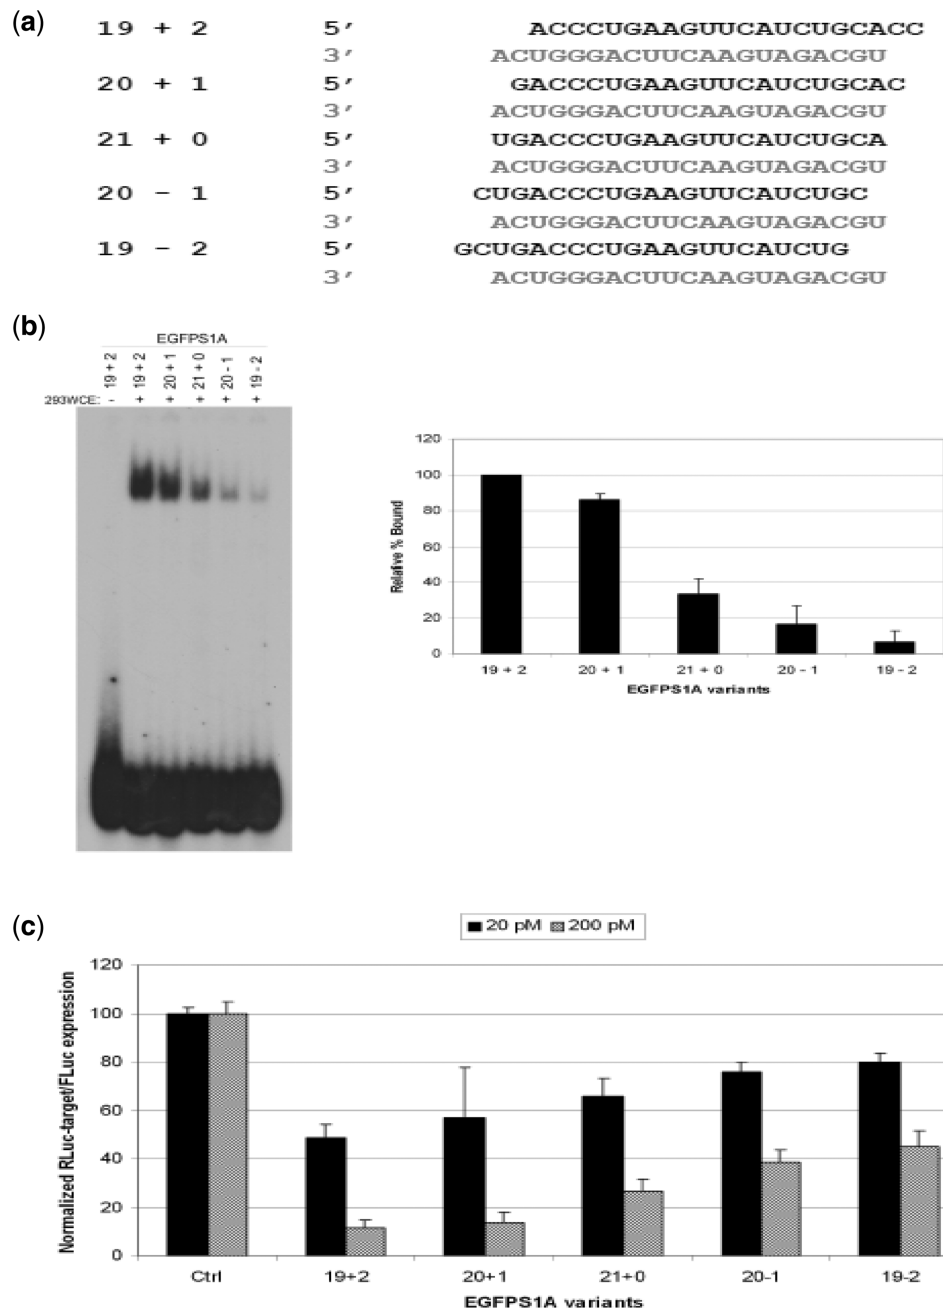 (a)
19 + 2 5′ ACCCUGAAGUUCAUCUGCACC
3′ ACUGGGACUUCAAGUAGACGU
20 + 1 5′ GACCCUGAAGUUCAUCUGCAC
3′ ACUGGGACUUCAAGUAGACGU
21 + 0 5′ UGACCCUGAAGUUCAUCUGCA
3′ ACUGGGACUUCAAGUAGACGU
20 - 1 5′ CUGACCCUGAAGUUCAUCUGC
3′ ACUGGGACUUCAAGUAGACGU
19 - 2 5′ GCUGACCCUGAAGUUCAUCUG
3′ ACUGGGACUUCAAGUAGACGU
(b)
EGFPS1A
19 + 2 19 + 2 20 + 1 21 + 0 20 - 1 19 - 2
293WCE: - + + + + +
Relative % Bound
120
100
80
60
40
20
0
19 + 2 20 + 1 21 + 0 20 - 1 19 - 2
EGFPS1A variants
(c)
20 pM 200 pM
Normalized RLuc-target/FLuc expression
120
100
80
60
40
20
0
Ctrl 19+2 20+1 21+0 20-1 19-2
EGFPS1A variants